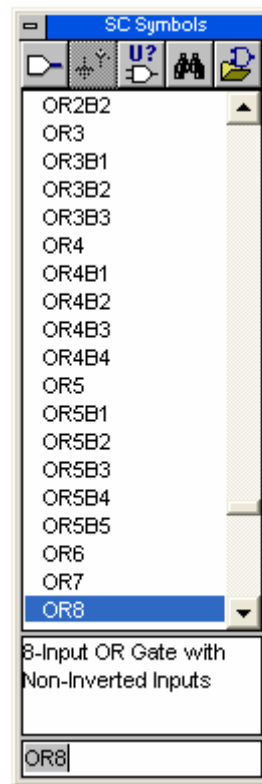 SC Symbols
U?
OR2B2
OR3
OR3B1
OR3B2
OR3B3
OR4
OR4B1
OR4B2
OR4B3
OR4B4
OR5
OR5B1
OR5B2
OR5B3
OR5B4
OR5B5
OR6
OR7
OR8
8-Input OR Gate with
Non-Inverted Inputs
OR8